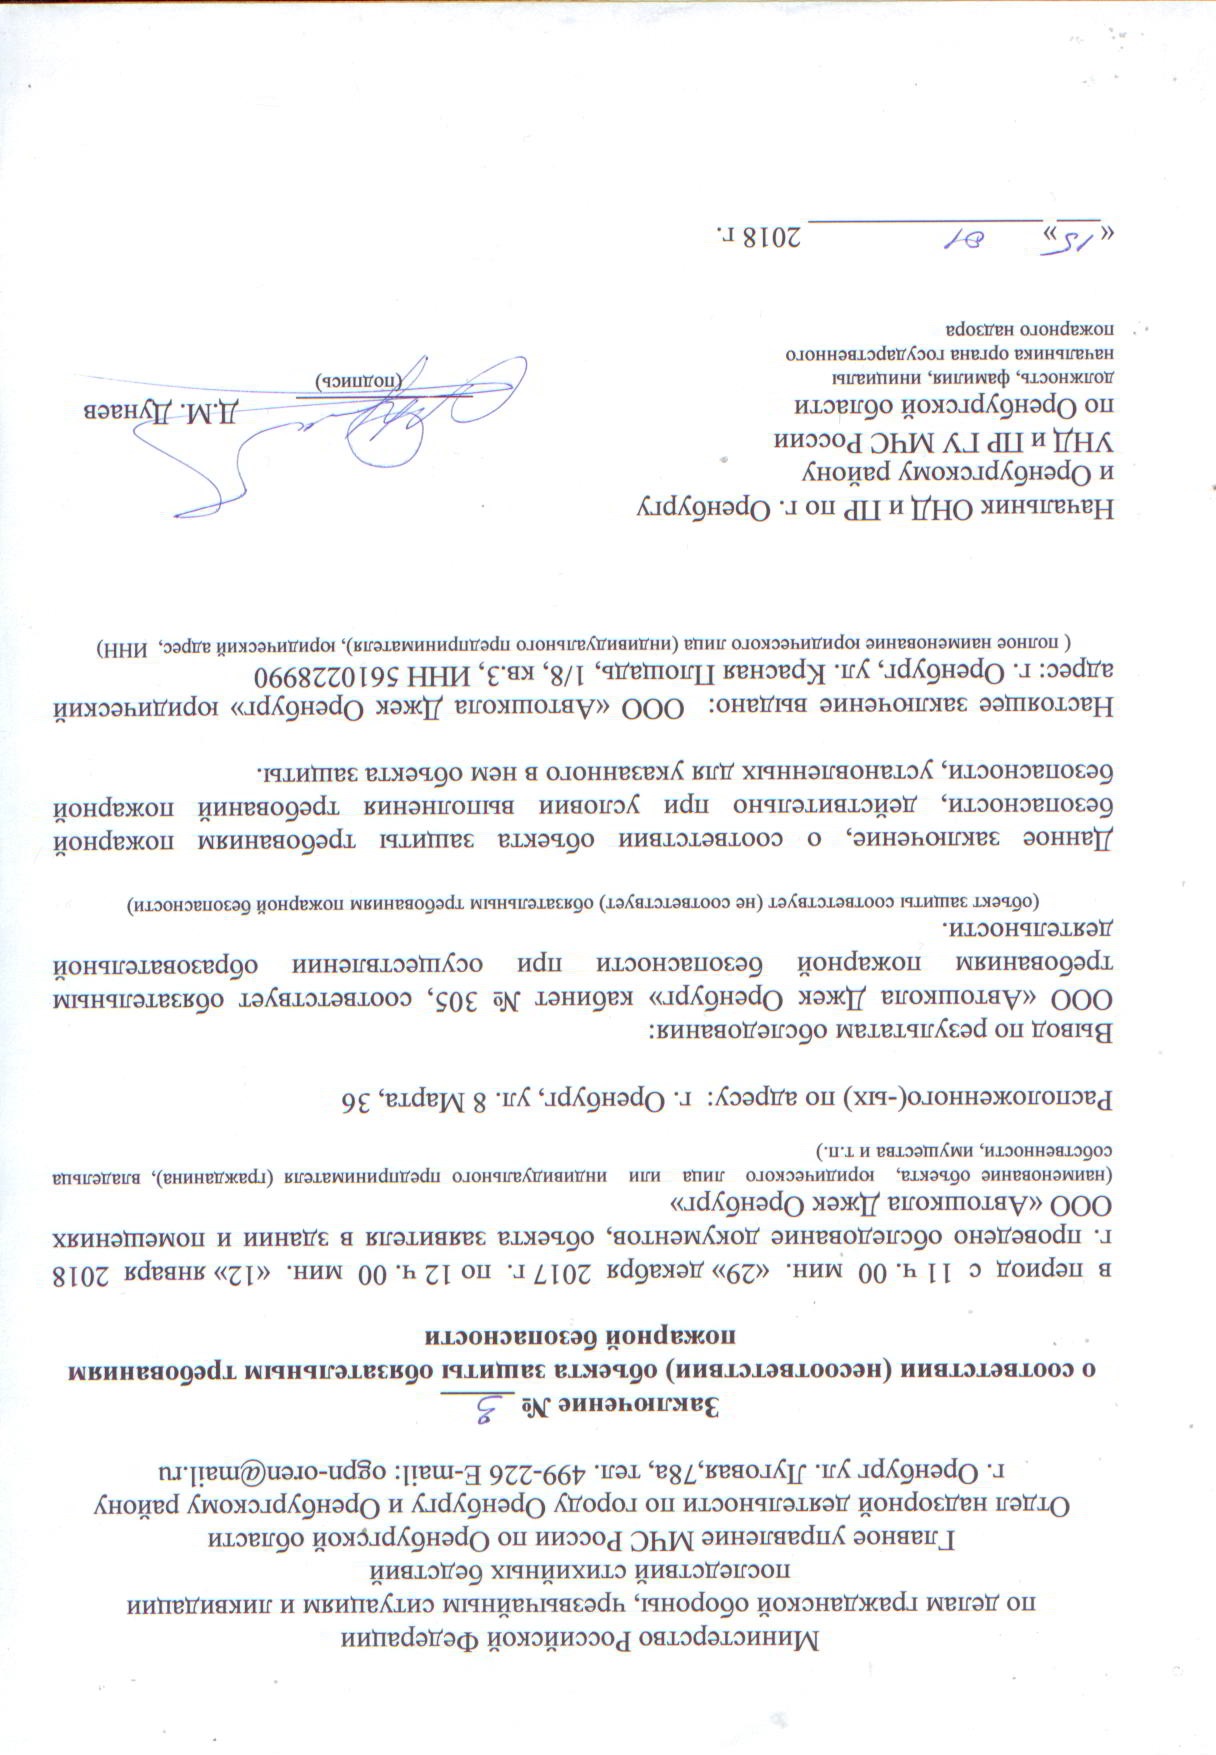 Министерство Российской Федерации
по делам гражданской обороны, чрезвычайным ситуациям и ликвидации
последствий стихийных бедствий
Главное управление МЧС России по Оренбургской области
Отдел надзорной деятельности по городу Оренбургу и Оренбургскому району
г. Оренбург ул. Луговая,78а, тел. 499-226 E-mail: ogpn-oren@mail.ru
Заключение № 3
о соответствии (несоответствии) объекта защиты обязательным требованиям
пожарной безопасности
в период с 11 ч. 00 мин. «29» декабря 2017 г. по 12 ч. 00 мин. «12» января 2018
г. проведено обследование документов, объекта заявителя в здании и помещениях
ООО «Автошкола Джек Оренбург»
(наименование объекта, юридического лица или индивидуального предпринимателя (гражданина), владельца
собственности, имущества и т.п.)
Расположенного(-ых) по адресу: г. Оренбург, ул. 8 Марта, 36
Вывод по результатам обследования:
ООО «Автошкола Джек Оренбург» кабинет № 305, соответствует обязательным
требованиям пожарной безопасности при осуществлении образовательной
деятельности.
(объект защиты соответствует (не соответствует) обязательным требованиям пожарной безопасности)
Данное заключение, о соответствии объекта защиты требованиям пожарной
безопасности, действительно при условии выполнения требований пожарной
безопасности, установленных для указанного в нем объекта защиты.
Настоящее заключение выдано: ООО «Автошкола Джек Оренбург» юридический
адрес: г. Оренбург, ул. Красная Площадь, 1/8, кв.3, ИНН 5610228990
( полное наименование юридического лица (индивидуального предпринимателя), юридический адрес, ИНН)
Начальник ОНД и ПР по г. Оренбургу
и Оренбургскому району
УНД и ПР ГУ МЧС России
по Оренбургской области Д.М. Дунаев
должность, фамилия, инициалы (подпись)
начальника органа государственного
пожарного надзора
«15» 01 2018 г.